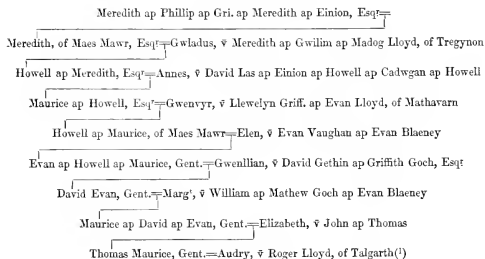 Meredith ap Phillip ap Gri. ap Meredith ap Einion, Esqr=
Meredith, of Maes Mawr, Esqr=Gwladus, ṽ Meredith ap Gwilim ap Madog Lloyd, of Tregynon
Howell ap Meredith, Esqr=Annes, ṽ David Las ap Einion ap Howell ap Cadwgan ap Howell
Maurice ap Howell, Esqr=Gwenvyr, ṽ Llewelyn Griff. ap Evan Lloyd, of Mathavarn
Howell ap Maurice, of Maes Mawr=Elen, ṽ Evan Vaughan ap Evan Blaeney
Evan ap Howell ap Maurice, Gent.=Gwenllian, ṽ David Gethin ap Griffith Goch, Esqr
David Evan, Gent.=Margt, ṽ William ap Mathew Goch ap Evan Blaeney
Maurice ap David ap Evan, Gent.=Elizabeth, ṽ John ap Thomas
Thomas Maurice, Gent.=Audry, ṽ Roger Lloyd, of Talgarth(1)